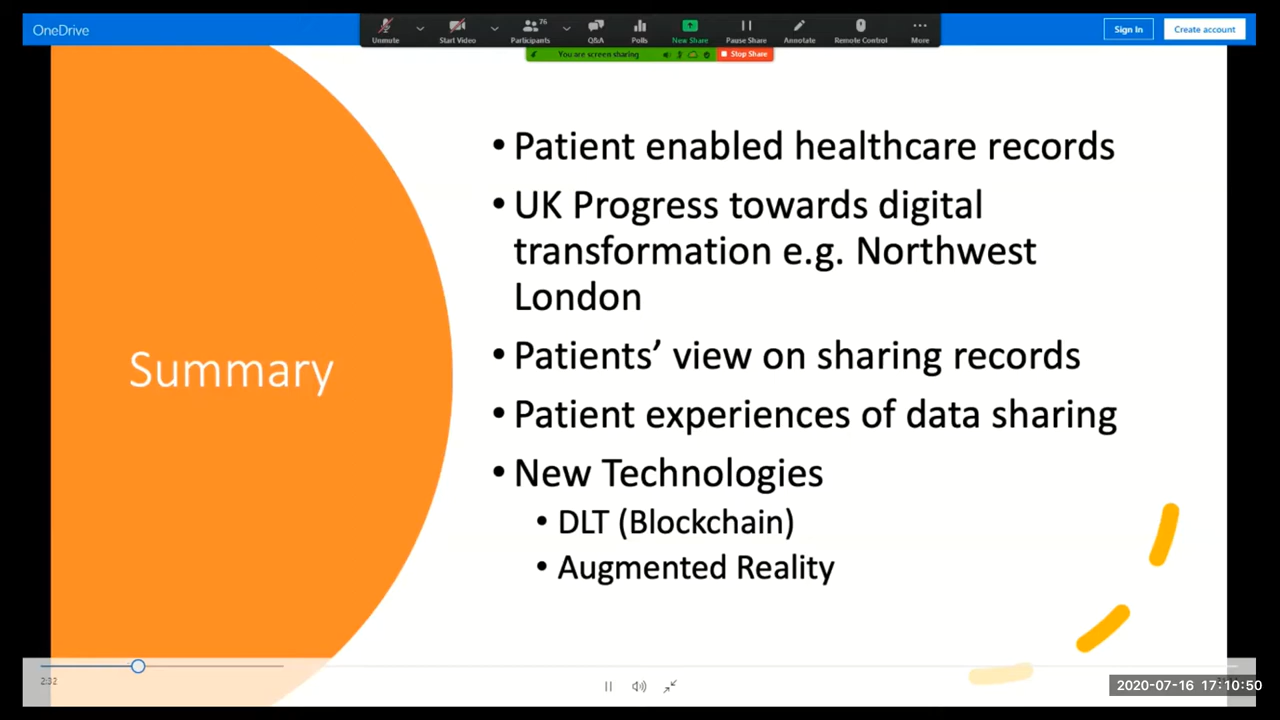 OneDrive
Unmute
Start Video
76
Participants
Q&A
Polls
New Share
Pause Share
Annotate
Remote Control
More
Sign In
Create account
You are screen sharing
Stop Share
• Patient enabled healthcare records
• UK Progress towards digital
transformation e.g. Northwest
London
• Patients’ view on sharing records
• Patient experiences of data sharing
• New Technologies
• DLT (Blockchain)
• Augmented Reality
Summary
2:32
2020-07-16 17:10:50